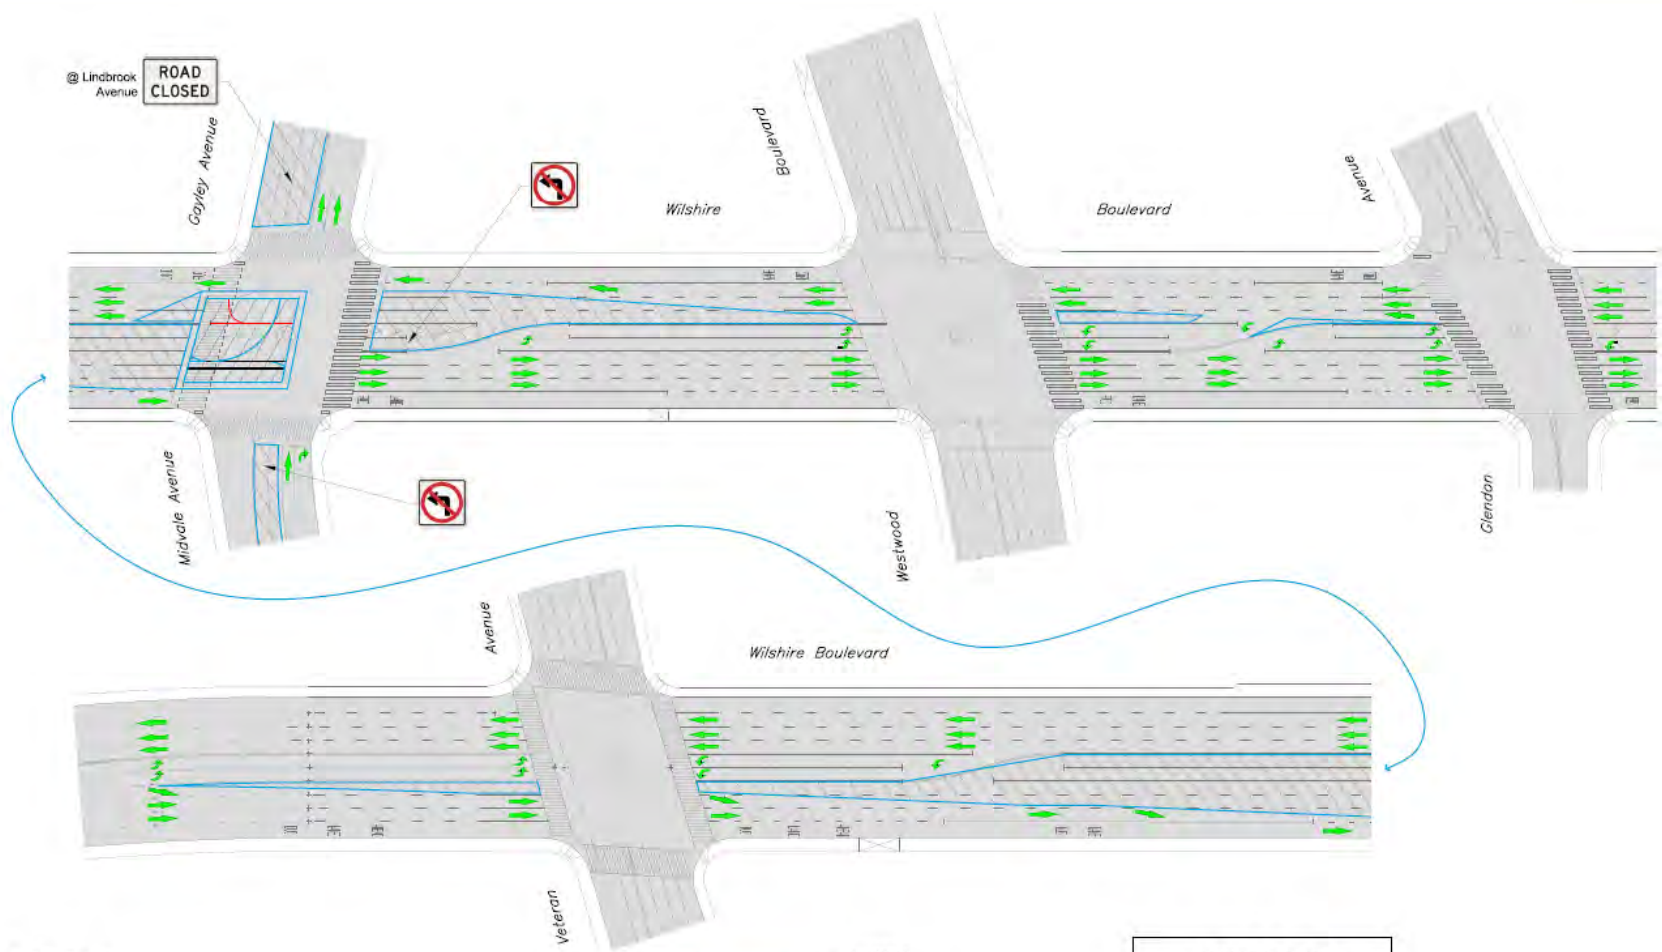 @ Lindbrook
Avenue
ROAD
CLOSED
Gayley Avenue
Wilshire
Boulevard
Boulevard
Avenue
Midvale Avenue
Westwood
Glendon
Avenue
Wilshire Boulevard
Veteran